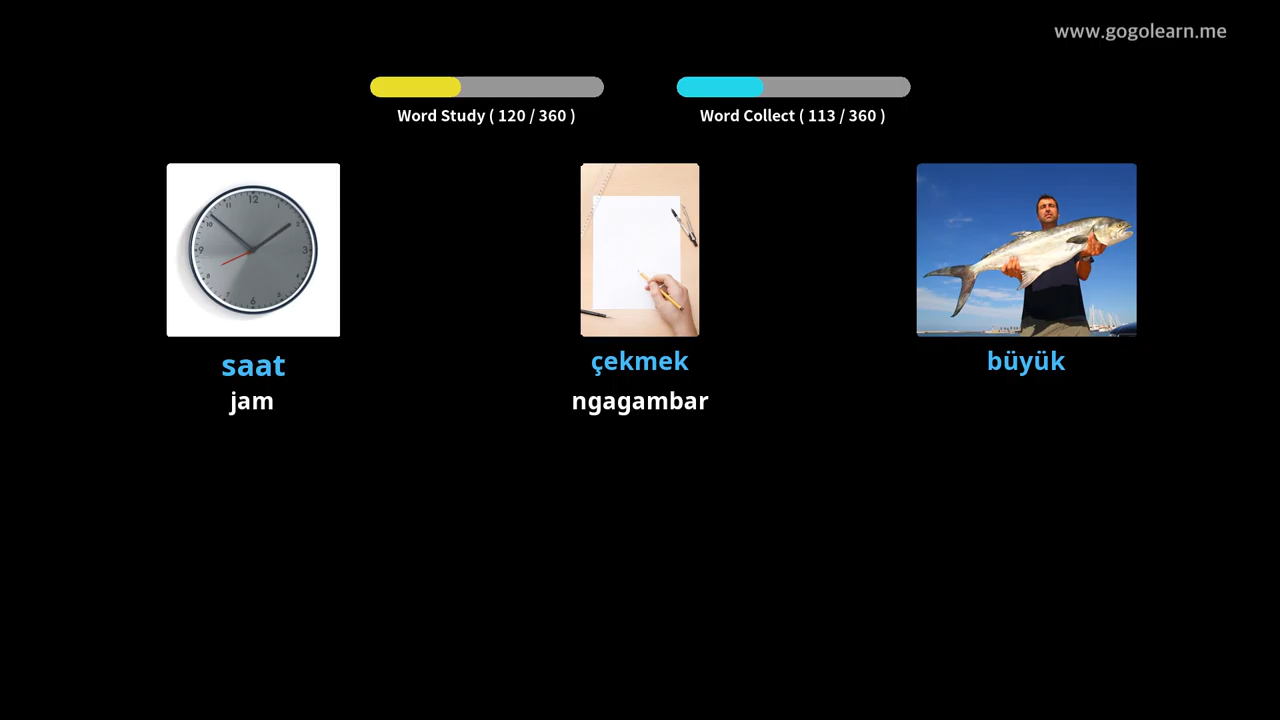 www.gogolearn.me
Word Study ( 120 / 360 )
Word Collect ( 113 / 360 )
saat
jam
çekmek
ngagambar
büyük